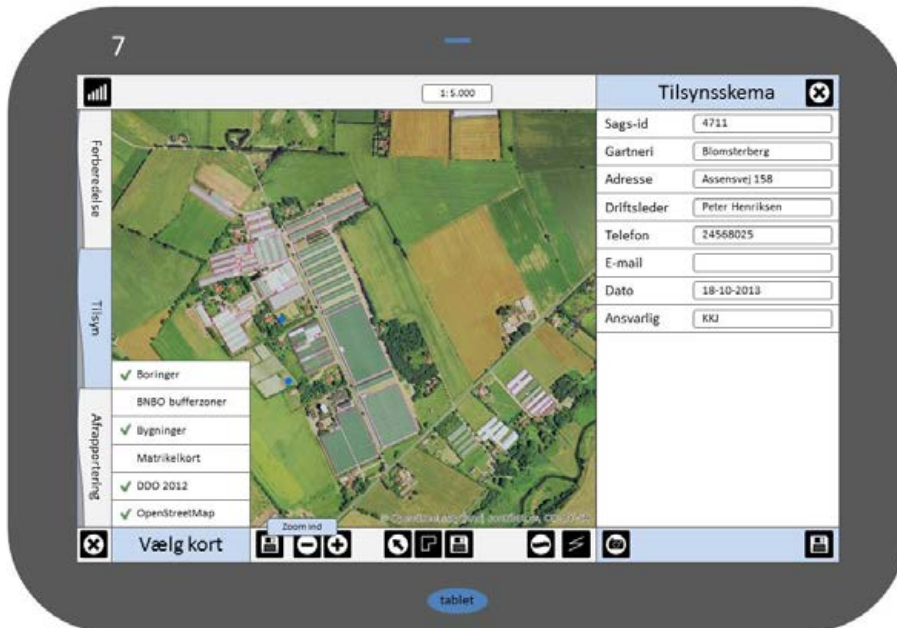 7
1:5.000
Tilsynsskema
Sags-id 4711
Gartneri Blomsterberg
Adresse Assensvej 158
Driftsleder Peter Henriksen
Telefon 24568025
E-mail
Dato 18-10-2013
Ansvarlig KKJ
Forberedelse
Tilsyn
Afrapportering
Boringer
BNBO bufferzoner
Bygninger
Matrikelkort
DDO 2012
OpenStreetMap
Zoom ind
Vælg kort
tablet